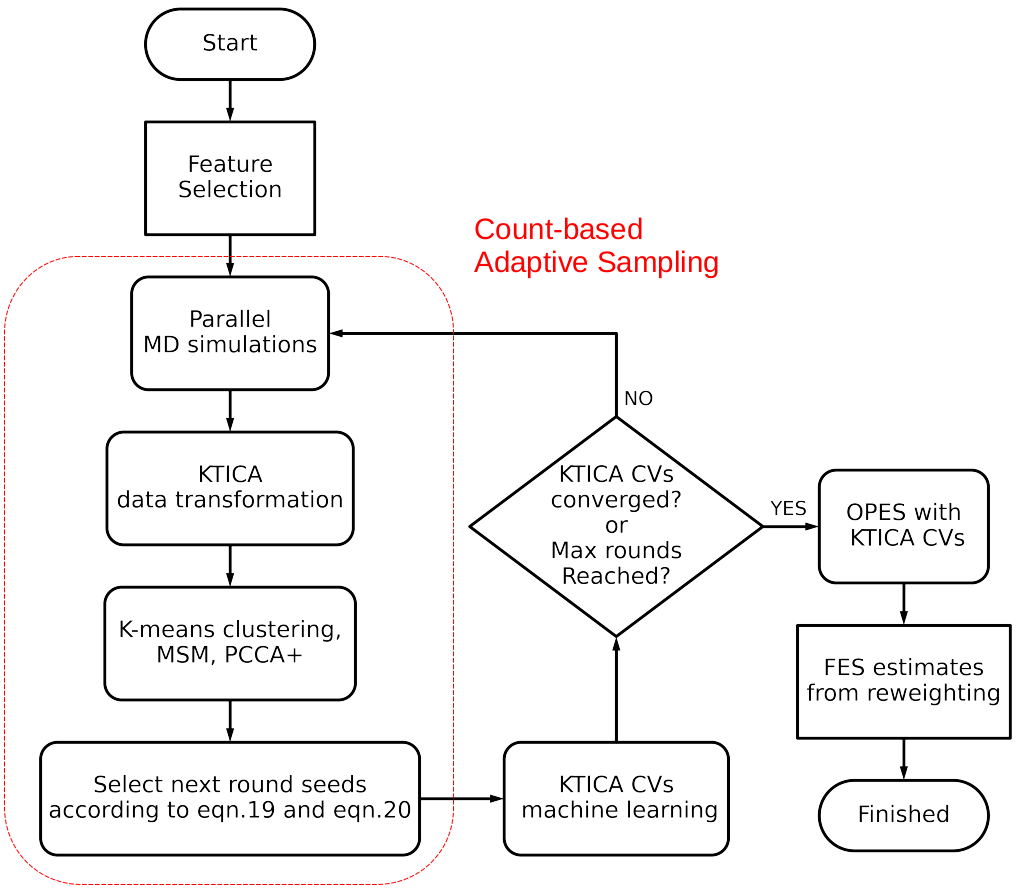 Start
Feature
Selection
Count-based
Adaptive Sampling
Parallel
MD simulations
KTICA
data transformation
K-means clustering,
MSM, PCCA+
Select next round seeds
according to eqn.19 and eqn.20
KTICA CVs
machine learning
NO
KTICA CVs
converged?
or
Max rounds
Reached?
YES
OPES with
KTICA CVs
FES estimates
from reweighting
Finished